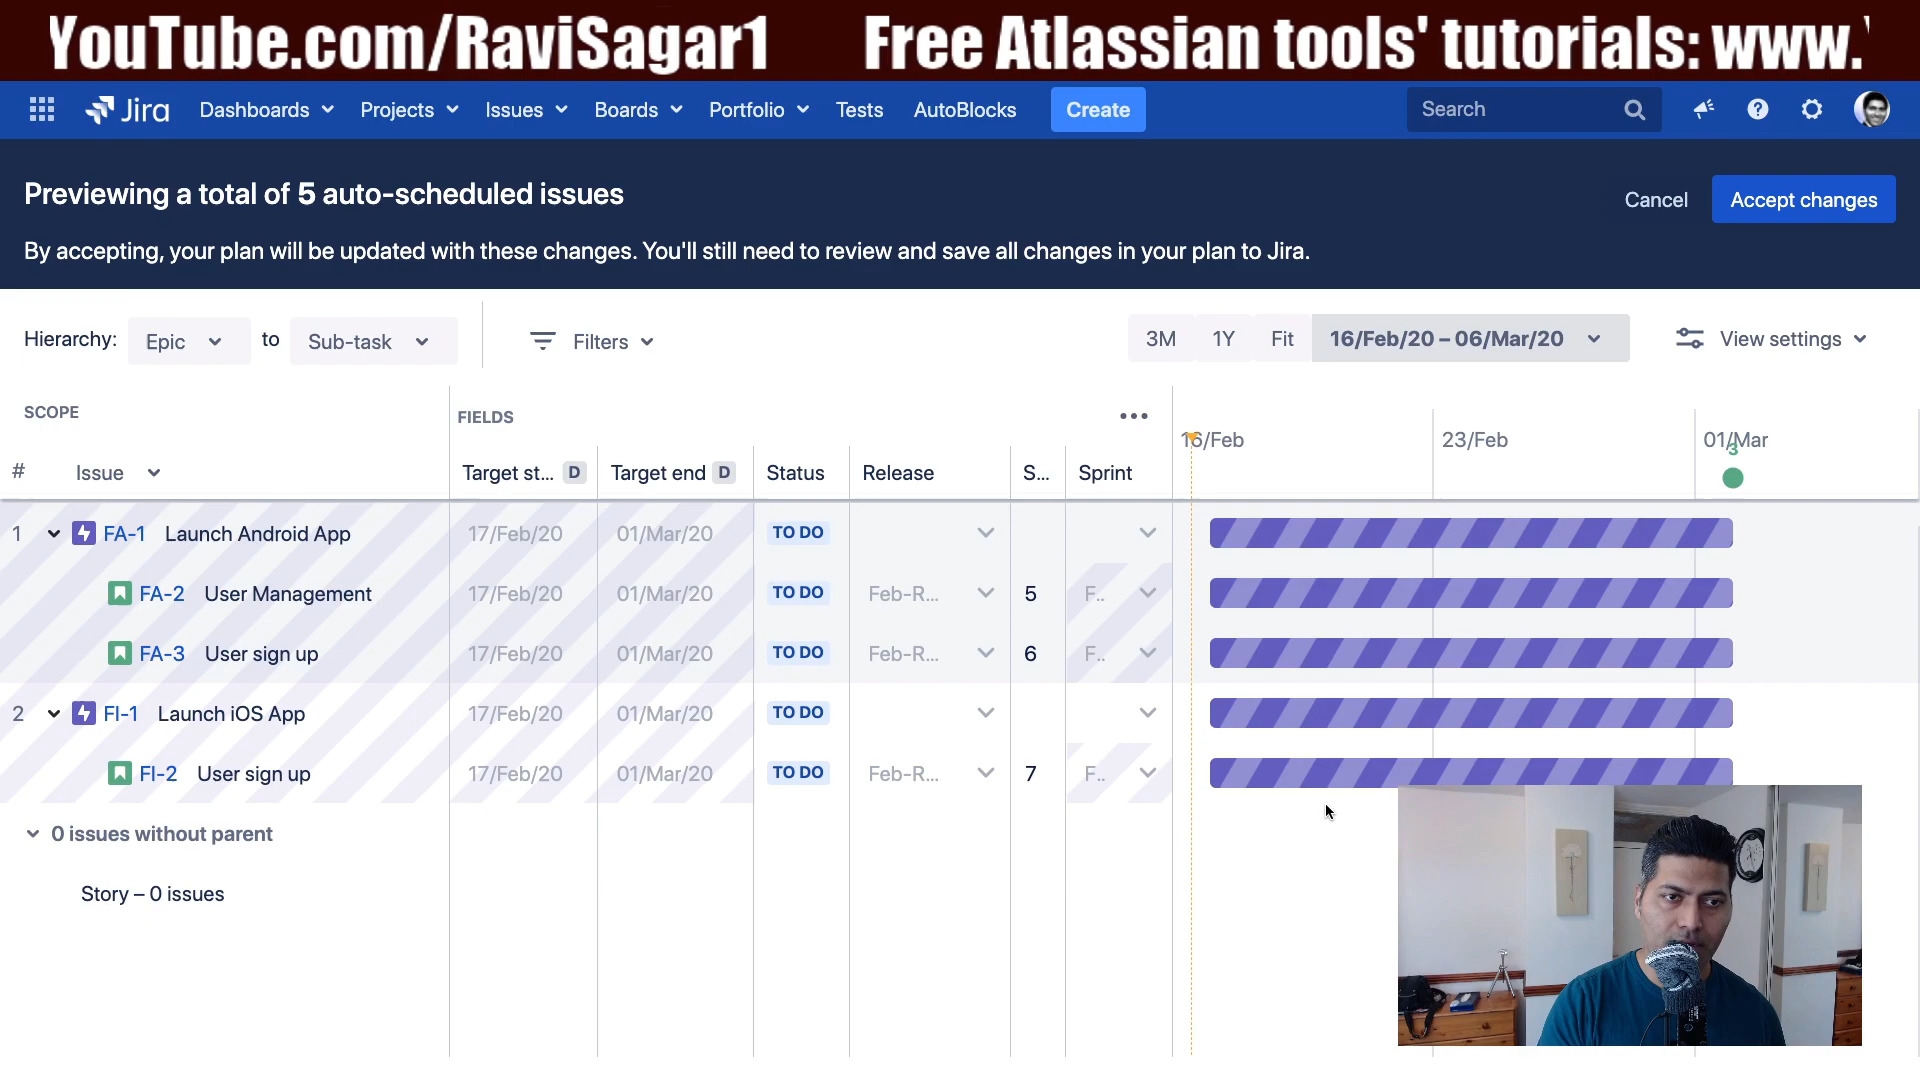 YouTube.com/RaviSagar1 Free Atlassian tools' tutorials: www.
Jira Dashboards Projects Issues Boards Portfolio Tests AutoBlocks Create Search
Previewing a total of 5 auto-scheduled issues
Cancel Accept changes
By accepting, your plan will be updated with these changes. You'll still need to review and save all changes in your plan to Jira.
Hierarchy: Epic to Sub-task Filters 3M 1Y Fit 16/Feb/20 – 06/Mar/20 View settings
SCOPE FIELDS •••
16/Feb 23/Feb 01/Mar
3
# Issue Target st... D Target end D Status Release S... Sprint
1 FA-1 Launch Android App 17/Feb/20 01/Mar/20 TO DO
FA-2 User Management 17/Feb/20 01/Mar/20 TO DO Feb-R... 5 F..
FA-3 User sign up 17/Feb/20 01/Mar/20 TO DO Feb-R... 6 F..
2 FI-1 Launch iOS App 17/Feb/20 01/Mar/20 TO DO
FI-2 User sign up 17/Feb/20 01/Mar/20 TO DO Feb-R... 7 F..
0 issues without parent
Story – 0 issues